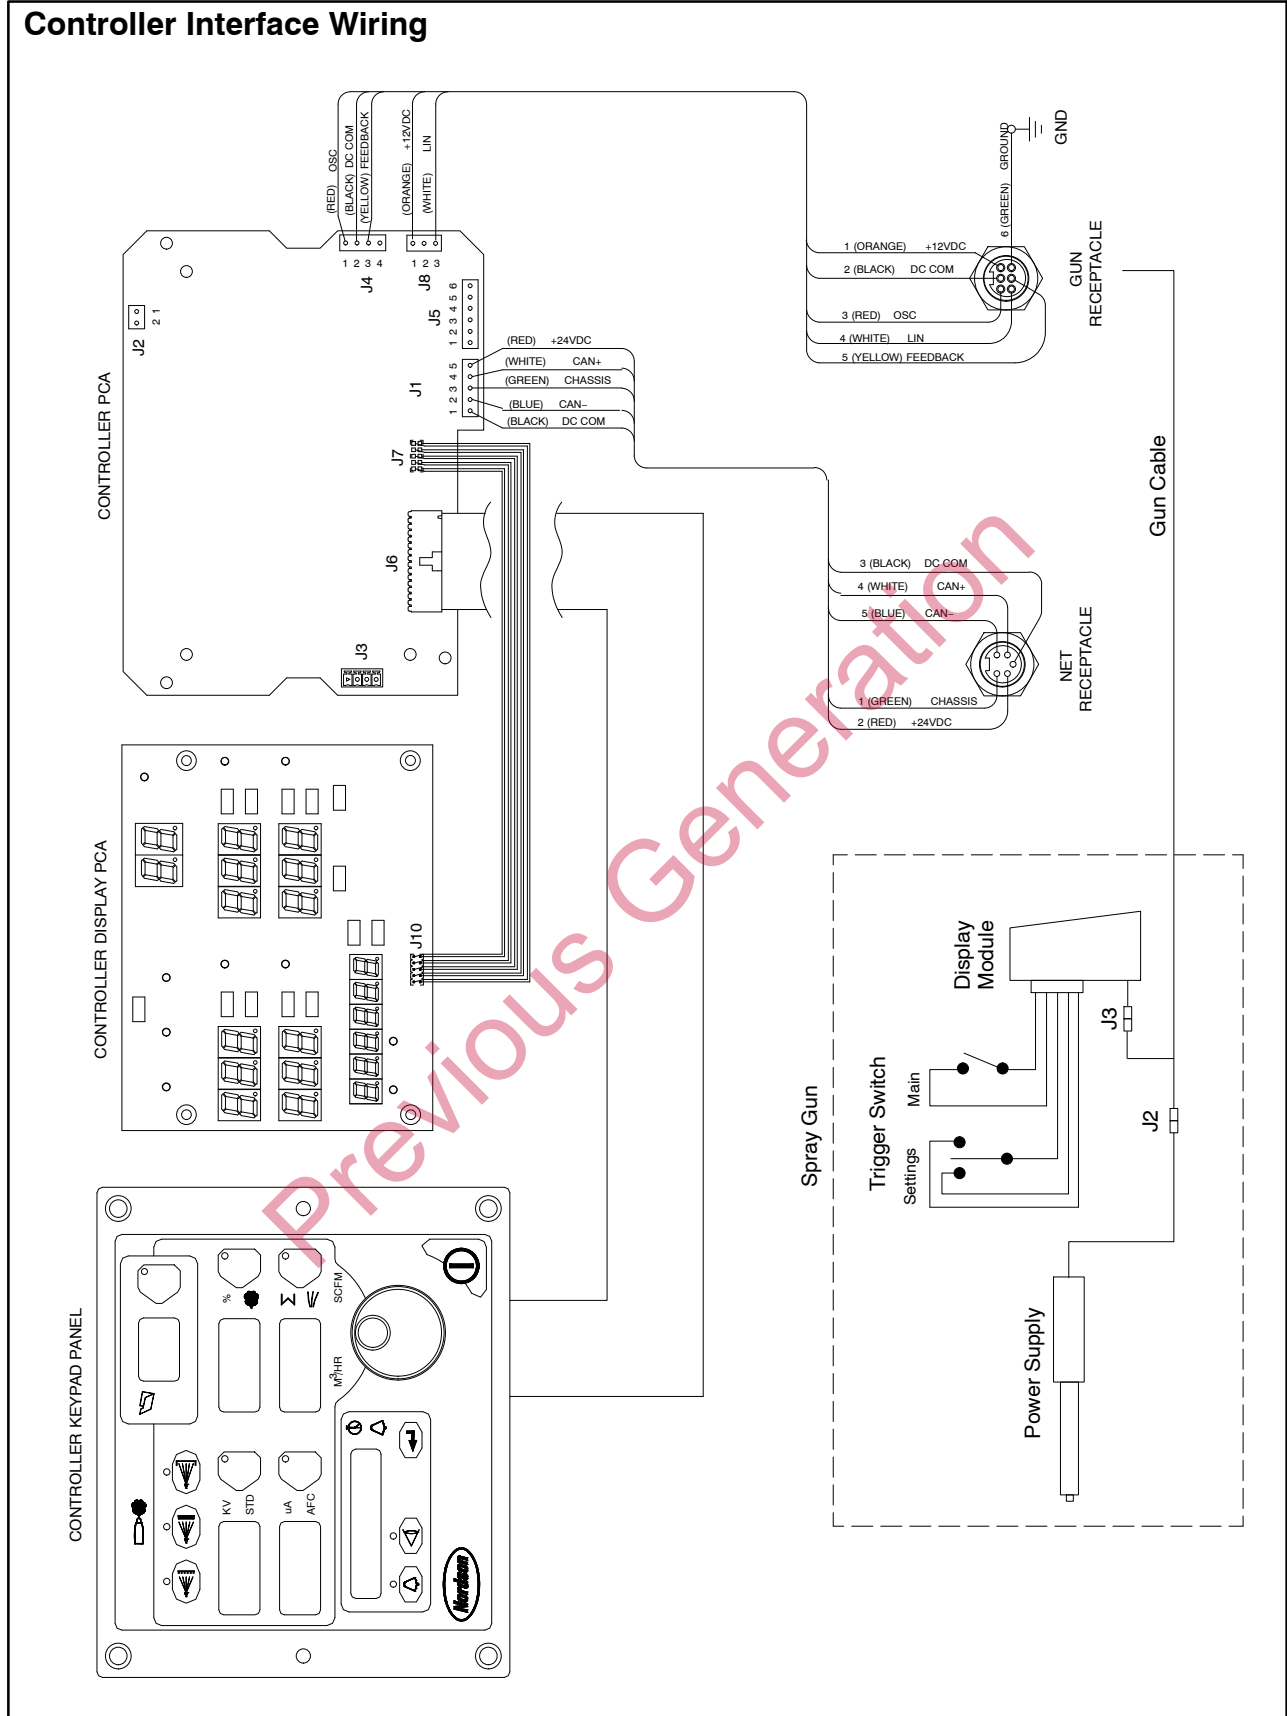 Controller Interface Wiring
CONTROLLER PCA
J2
2 1
(RED) OSC
(BLACK) DC COM
(YELLOW) FEEDBACK
(ORANGE) +12VDC
(WHITE) LIN
1 2 3 4
J4
1 2 3
J8
J5
1 2 3 4 5 6
J1
1 2 3 4 5
(RED) +24VDC
(WHITE) CAN+
(GREEN) CHASSIS
(BLUE) CAN−
(BLACK) DC COM
J7
J6
J3
6 (GREEN) GROUND
GND
1 (ORANGE) +12VDC
2 (BLACK) DC COM
3 (RED) OSC
4 (WHITE) LIN
5 (YELLOW) FEEDBACK
GUN
RECEPTACLE
Gun Cable
3 (BLACK) DC COM
4 (WHITE) CAN+
5 (BLUE) CAN−
1 (GREEN) CHASSIS
2 (RED) +24VDC
NET
RECEPTACLE
CONTROLLER DISPLAY PCA
J10
Previous Generation
Spray Gun
Display
Module
J3
Trigger Switch
Main
Settings
J2
Power Supply
CONTROLLER KEYPAD PANEL
%
SCFM
M³/HR
KV
STD
uA
AFC
Nordson